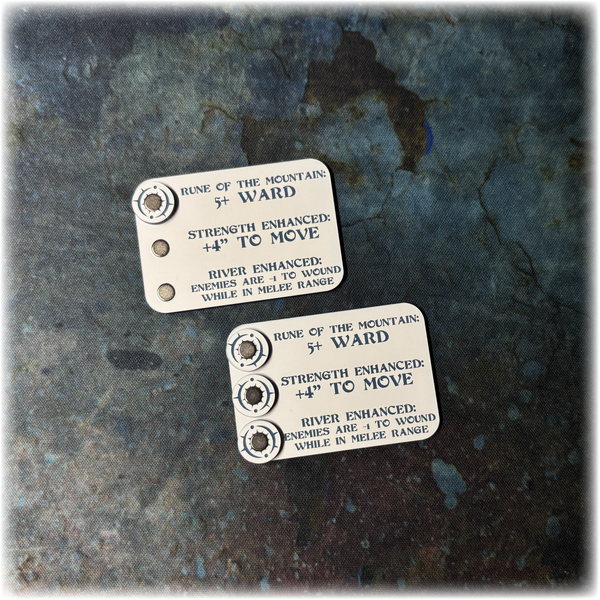 RUNE OF THE MOUNTAIN:
5+ WARD
STRENGTH ENHANCED:
+4" TO MOVE
RIVER ENHANCED:
ENEMIES ARE -1 TO WOUND
WHILE IN MELEE RANGE
RUNE OF THE MOUNTAIN:
5+ WARD
STRENGTH ENHANCED:
+4" TO MOVE
RIVER ENHANCED:
ENEMIES ARE -1 TO WOUND
WHILE IN MELEE RANGE